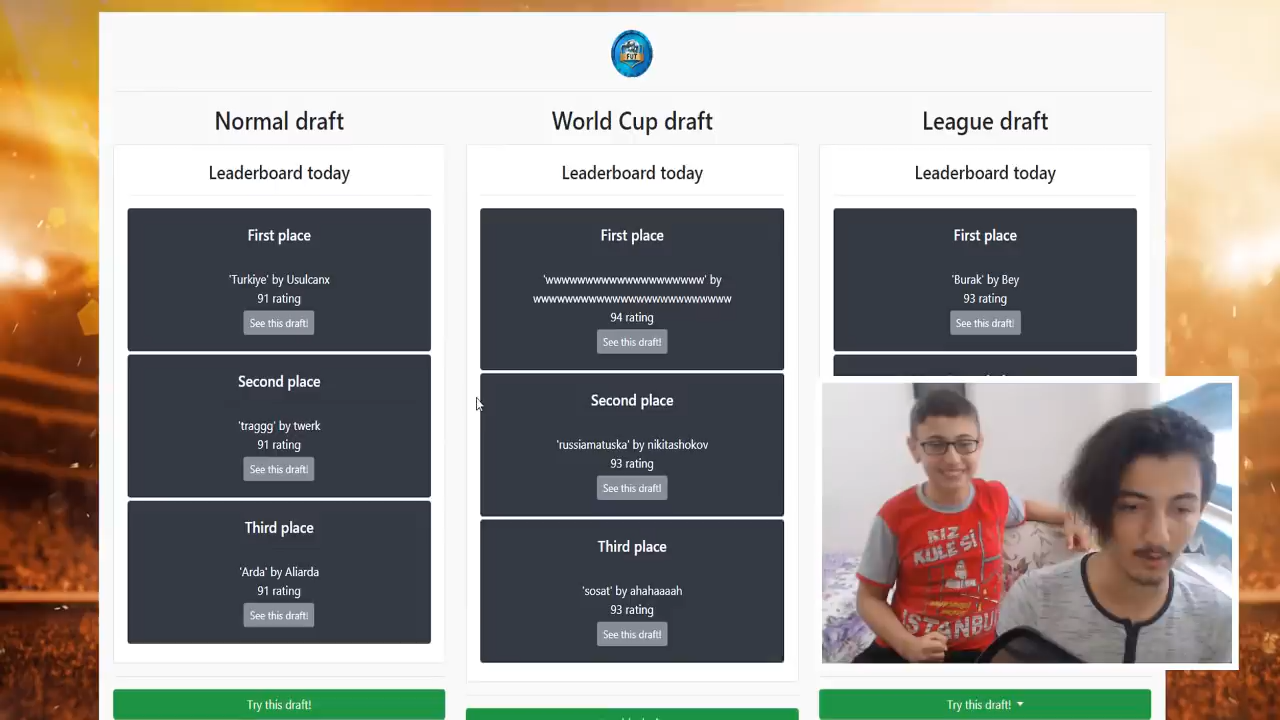 FUT
Normal draft
Leaderboard today
First place
'Turkiye' by Usulcanx
91 rating
See this draft!
Second place
'traggg' by twerk
91 rating
See this draft!
Third place
'Arda' by Aliarda
91 rating
See this draft!
Try this draft!
World Cup draft
Leaderboard today
First place
'wwwwwwwwwwwwwwwwwwwww' by
wwwwwwwwwwwwwwwwwwwwwwwwww
94 rating
See this draft!
Second place
'russiamatuska' by nikitashokov
93 rating
See this draft!
Third place
'sosat' by ahahaaaah
93 rating
See this draft!
League draft
Leaderboard today
First place
'Burak' by Bey
93 rating
See this draft!
Try this draft!
KIZ
KULESİ
ISTANBUL